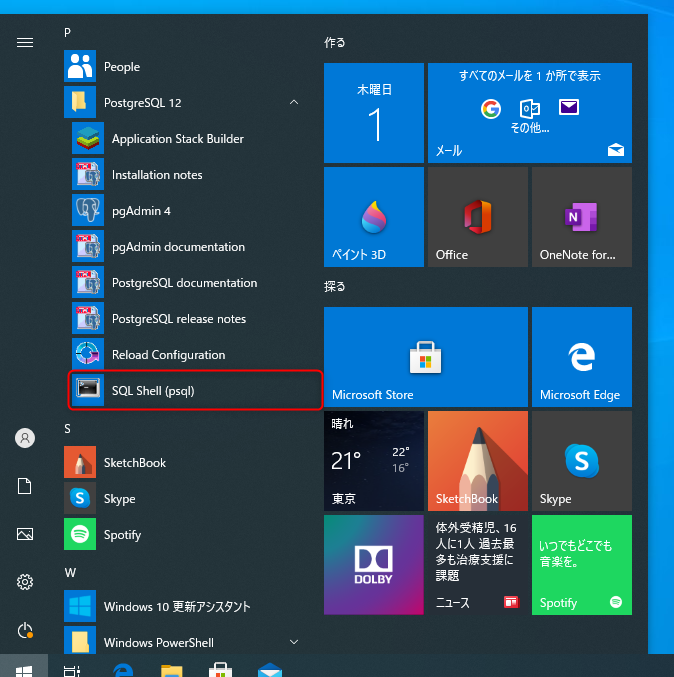 P
People
PostgreSQL 12
Application Stack Builder
Installation notes
pgAdmin 4
pgAdmin documentation
PostgreSQL documentation
PostgreSQL release notes
Reload Configuration
SQL Shell (psql)
S
SketchBook
Skype
Spotify
W
Windows 10 更新アシスタント
Windows PowerShell
作る
木曜日
1
すべてのメールを 1 か所で表示
その他...
メール
ペイント 3D
Office
OneNote for...
探る
Microsoft Store
Microsoft Edge
晴れ
21°
22°
16°
東京
SketchBook
Skype
DOLBY
体外受精児、16
人に1人 過去最
多も治療支援に
課題
ニュース
いつでもどこでも
音楽を。
Spotify